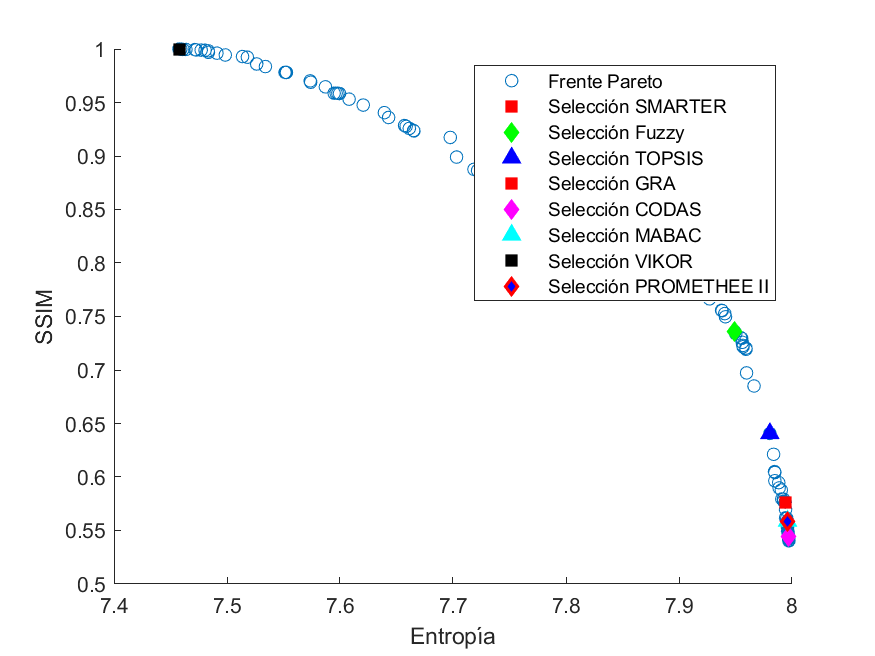 1
0.95
0.9
0.85
0.8
0.75
0.7
0.65
0.6
0.55
0.5
SSIM
7.4
7.5
7.6
7.7
7.8
7.9
8
Entropía
Frente Pareto
Selección SMARTER
Selección Fuzzy
Selección TOPSIS
Selección GRA
Selección CODAS
Selección MABAC
Selección VIKOR
Selección PROMETHEE II